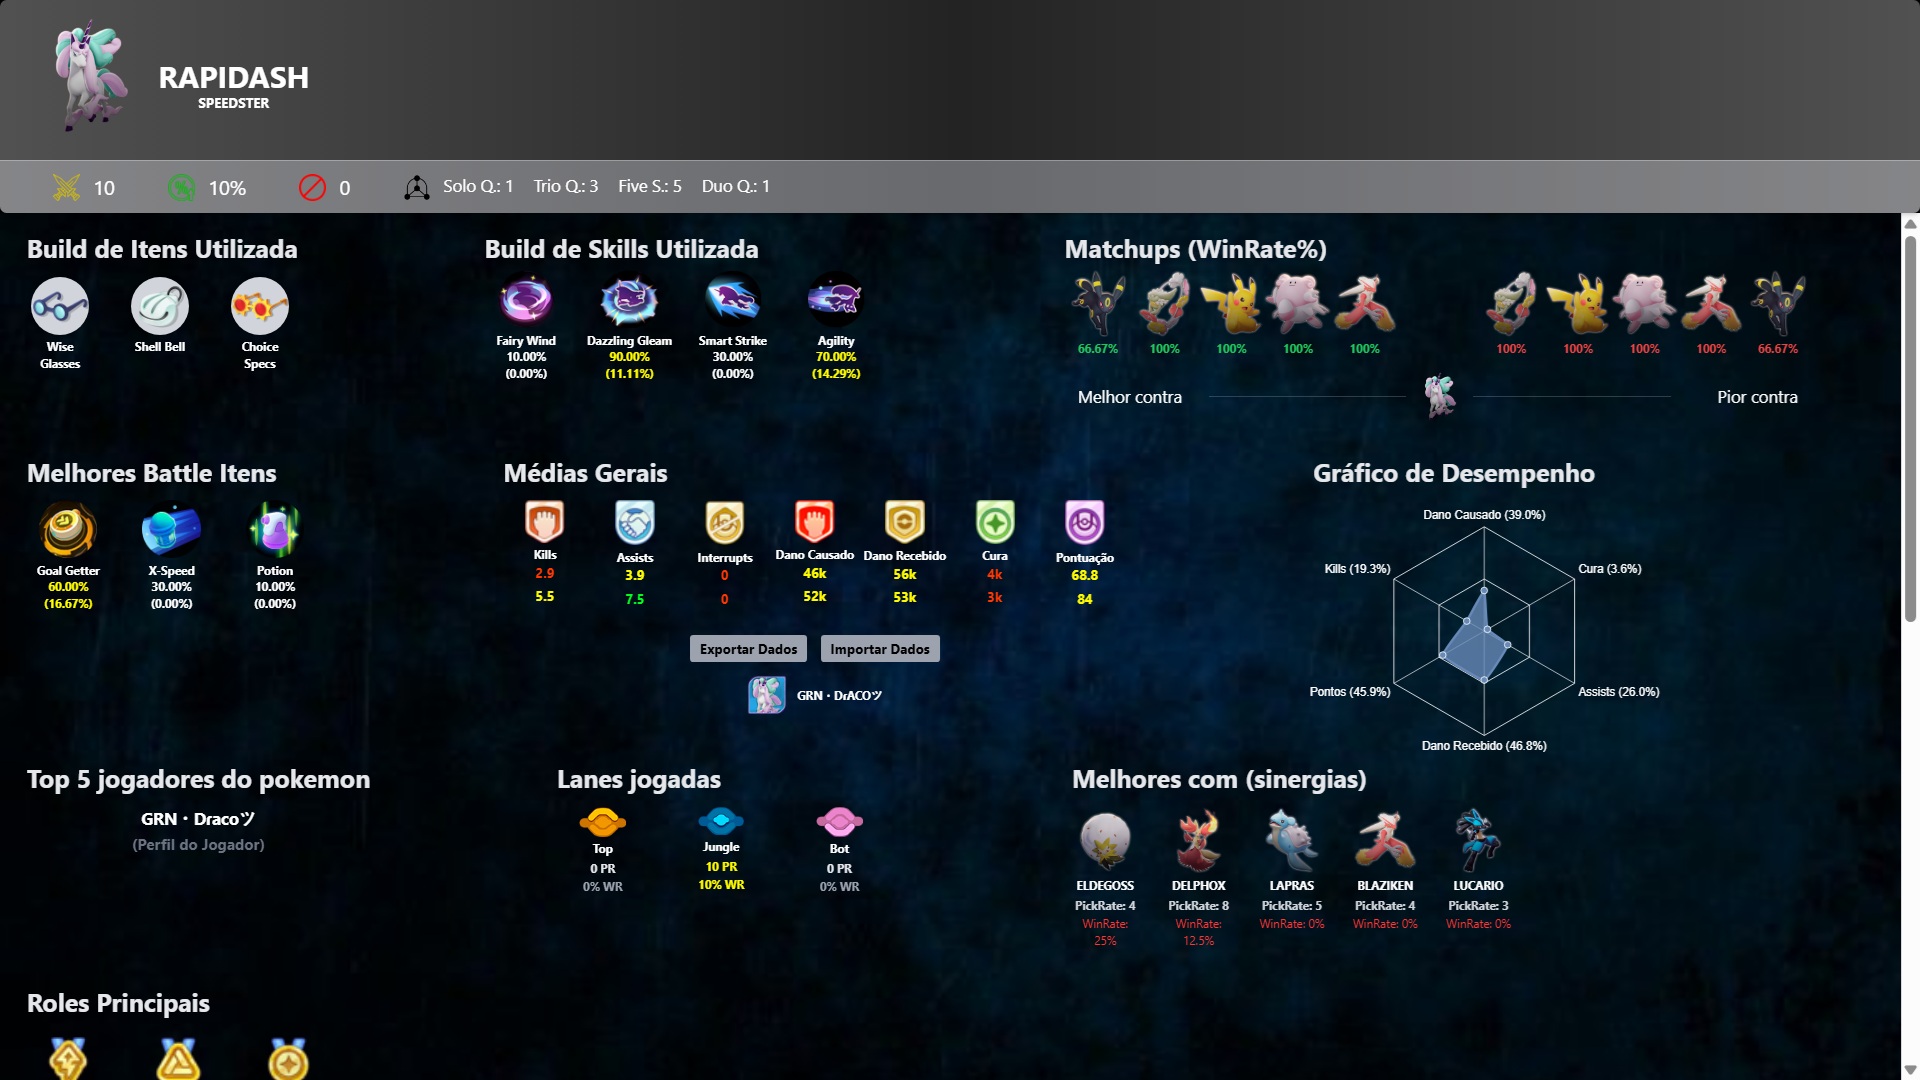 RAPIDASH
SPEEDSTER
10
10%
0
Solo Q.: 1 Trio Q.: 3 Five S.: 5 Duo Q.: 1
Build de Itens Utilizada
Wise Glasses
Shell Bell
Choice Specs
Build de Skills Utilizada
Fairy Wind
10.00%
(0.00%)
Dazzling Gleam
90.00%
(11.11%)
Smart Strike
30.00%
(0.00%)
Agility
70.00%
(14.29%)
Matchups (WinRate%)
66.67% 100% 100% 100% 100%
100% 100% 100% 100% 66.67%
Melhor contra
Pior contra
Melhores Battle Itens
Goal Getter
60.00%
(16.67%)
X-Speed
30.00%
(0.00%)
Potion
10.00%
(0.00%)
Médias Gerais
Kills
2.9
5.5
Assists
3.9
7.5
Interrupts
0
0
Dano Causado
46k
52k
Dano Recebido
56k
53k
Cura
4k
3k
Pontuação
68.8
84
Exportar Dados
Importar Dados
GRN・DrACOツ
Gráfico de Desempenho
Dano Causado (39.0%)
Kills (19.3%)
Cura (3.6%)
Pontos (45.9%)
Assists (26.0%)
Dano Recebido (46.8%)
Top 5 jogadores do pokemon
GRN・Dracoツ
(Perfil do Jogador)
Lanes jogadas
Top
0 PR
0% WR
Jungle
10 PR
10% WR
Bot
0 PR
0% WR
Melhores com (sinergias)
ELDEGOSS
PickRate: 4
WinRate:
25%
DELPHOX
PickRate: 8
WinRate:
12.5%
LAPRAS
PickRate: 5
WinRate: 0%
BLAZIKEN
PickRate: 4
WinRate: 0%
LUCARIO
PickRate: 3
WinRate: 0%
Roles Principais